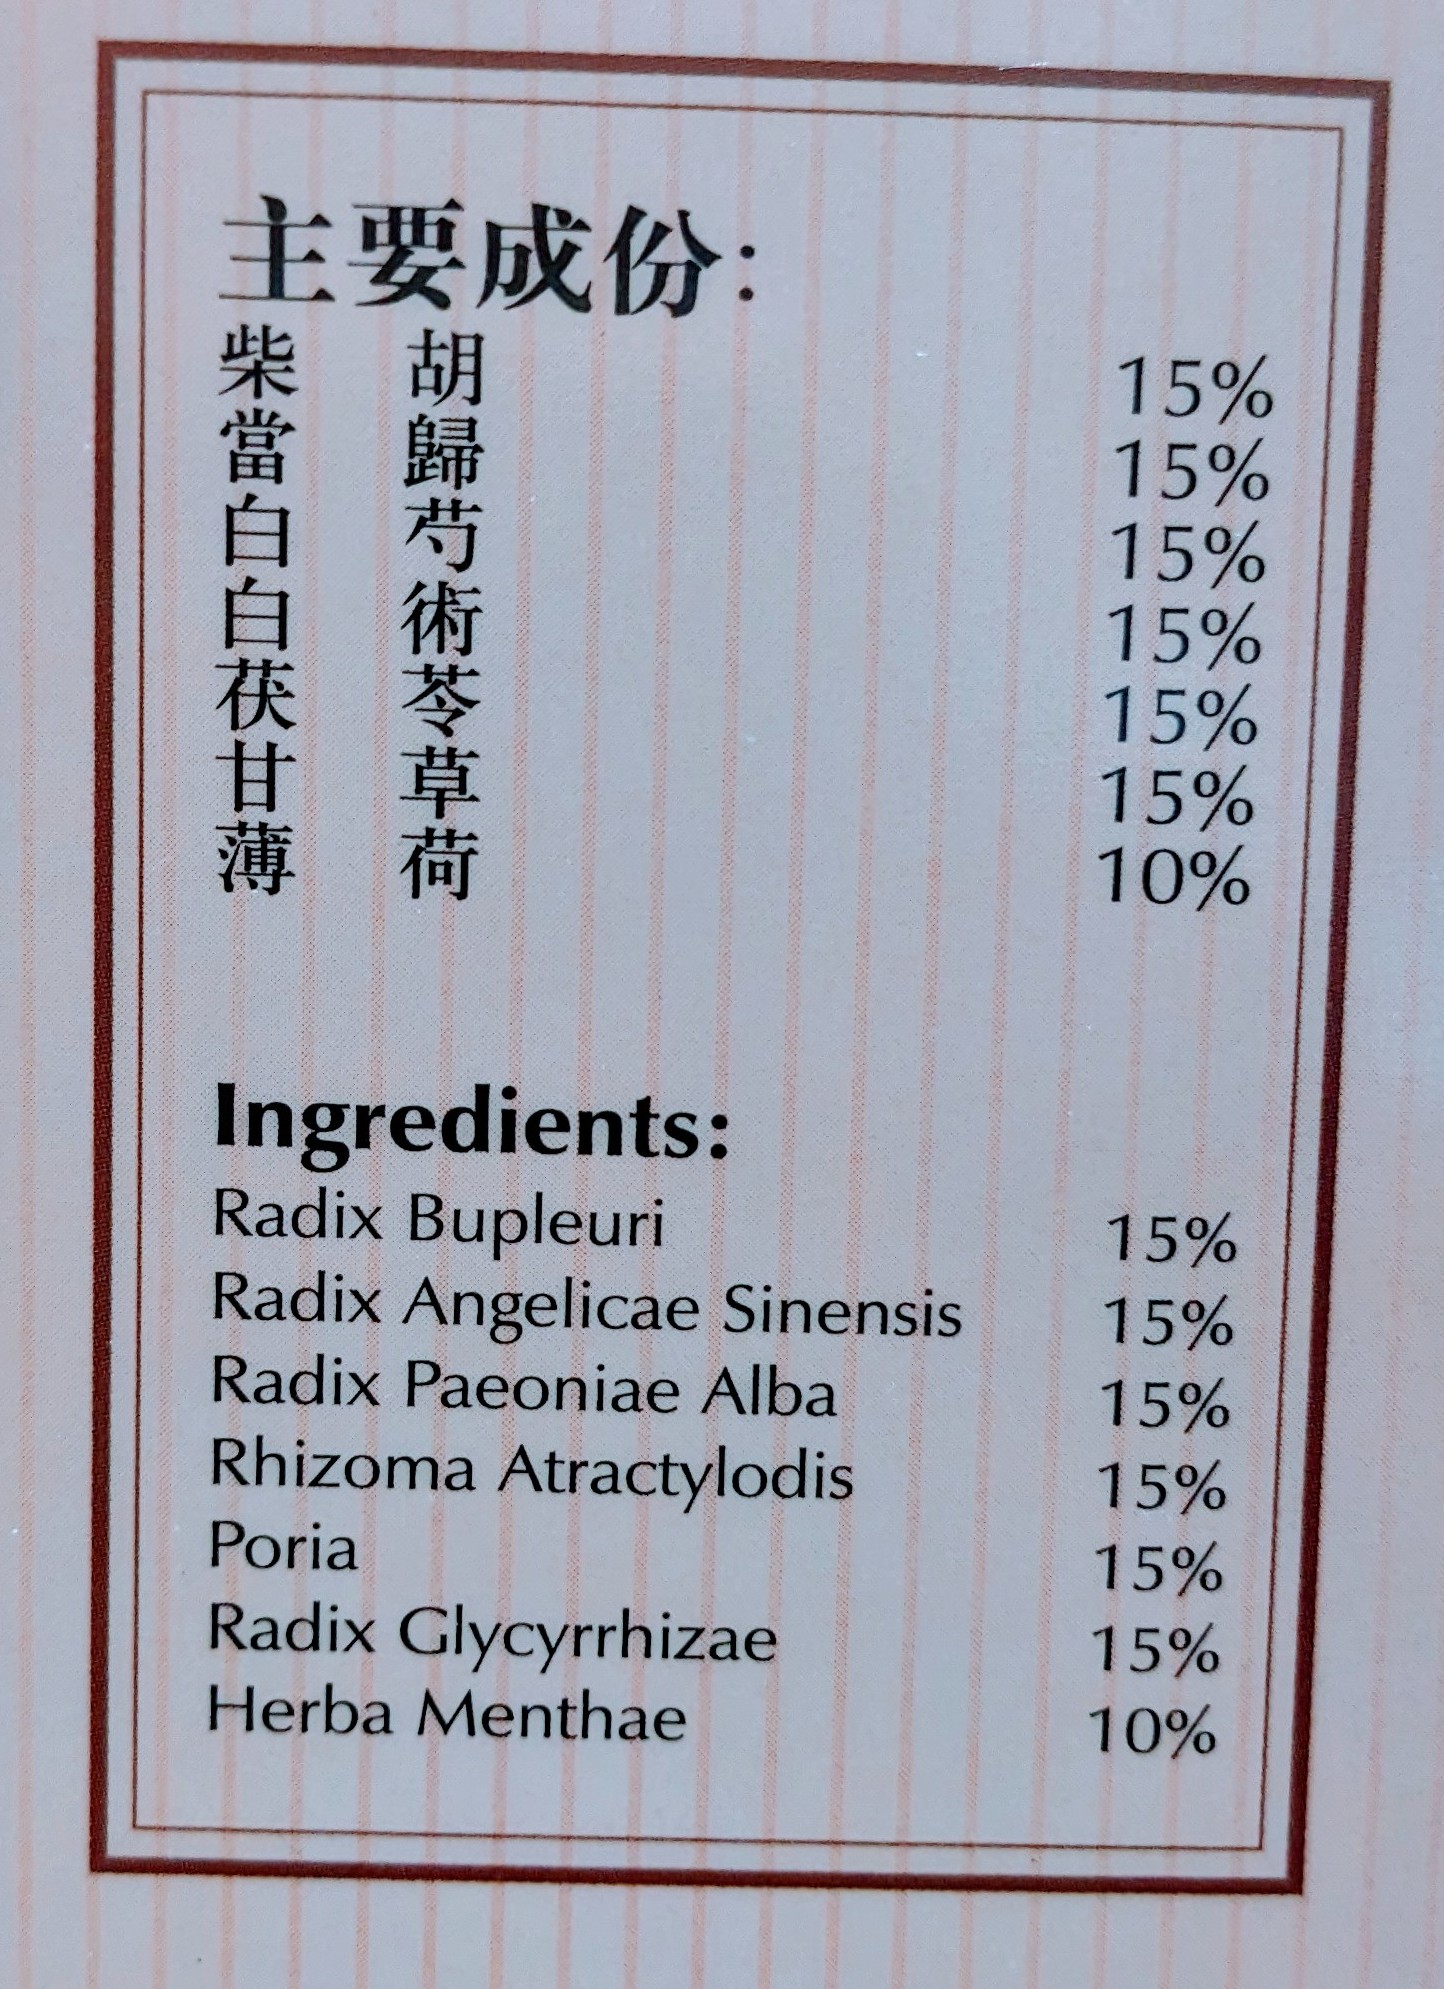 主要成份:
柴胡 15%
當歸 15%
白芍 15%
白術 15%
茯苓 15%
甘草 15%
薄荷 10%
Ingredients:
Radix Bupleuri 15%
Radix Angelicae Sinensis 15%
Radix Paeoniae Alba 15%
Rhizoma Atractylodis 15%
Poria 15%
Radix Glycyrrhizae 15%
Herba Menthae 10%